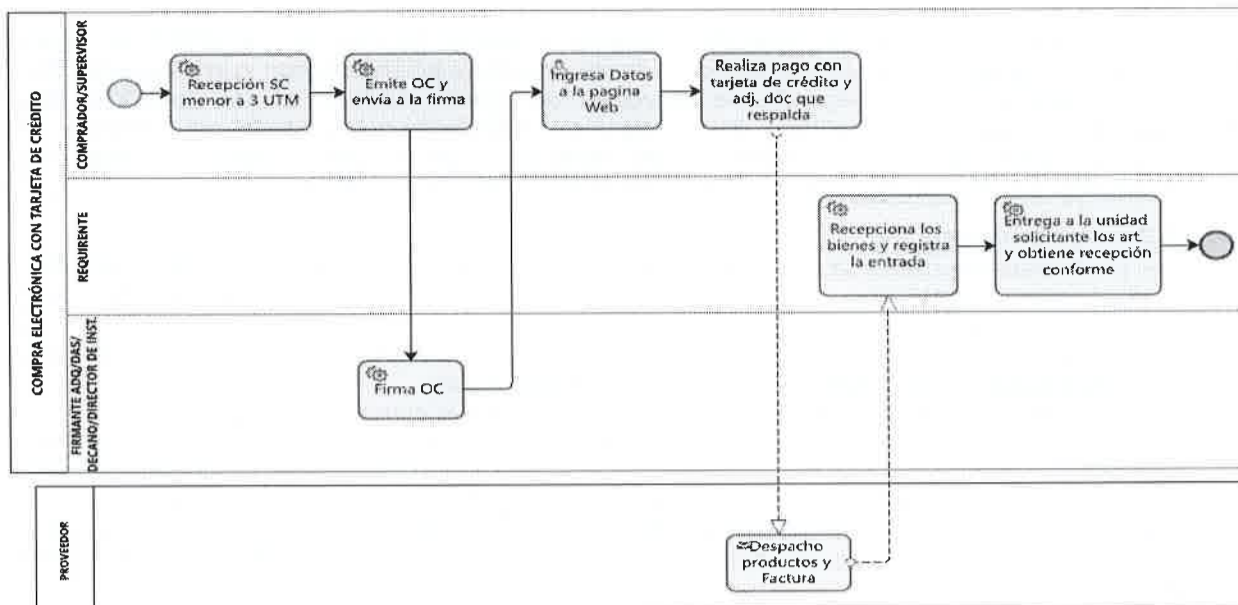 COMPRA ELECTRÓNICA CON TARJETA DE CRÉDITO
COMPRADOR/SUPERVISOR
Recepción SC
menor a 3 UTM
Emite OC y
envía a la firma
Ingresa Datos
a la pagina
Web
Realiza pago con
tarjeta de crédito y
adj. doc que
respalda
REQUIRENTE
Recepciona los
bienes y registra
la entrada
Entrega a la unidad
solicitante los art.
y obtiene recepción
conforme
FIRMANTE ADQ/DAS/
DECANO/DIRECTOR DE INST.
Firma OC
PROVEEDOR
Despacho
productos y
Factura